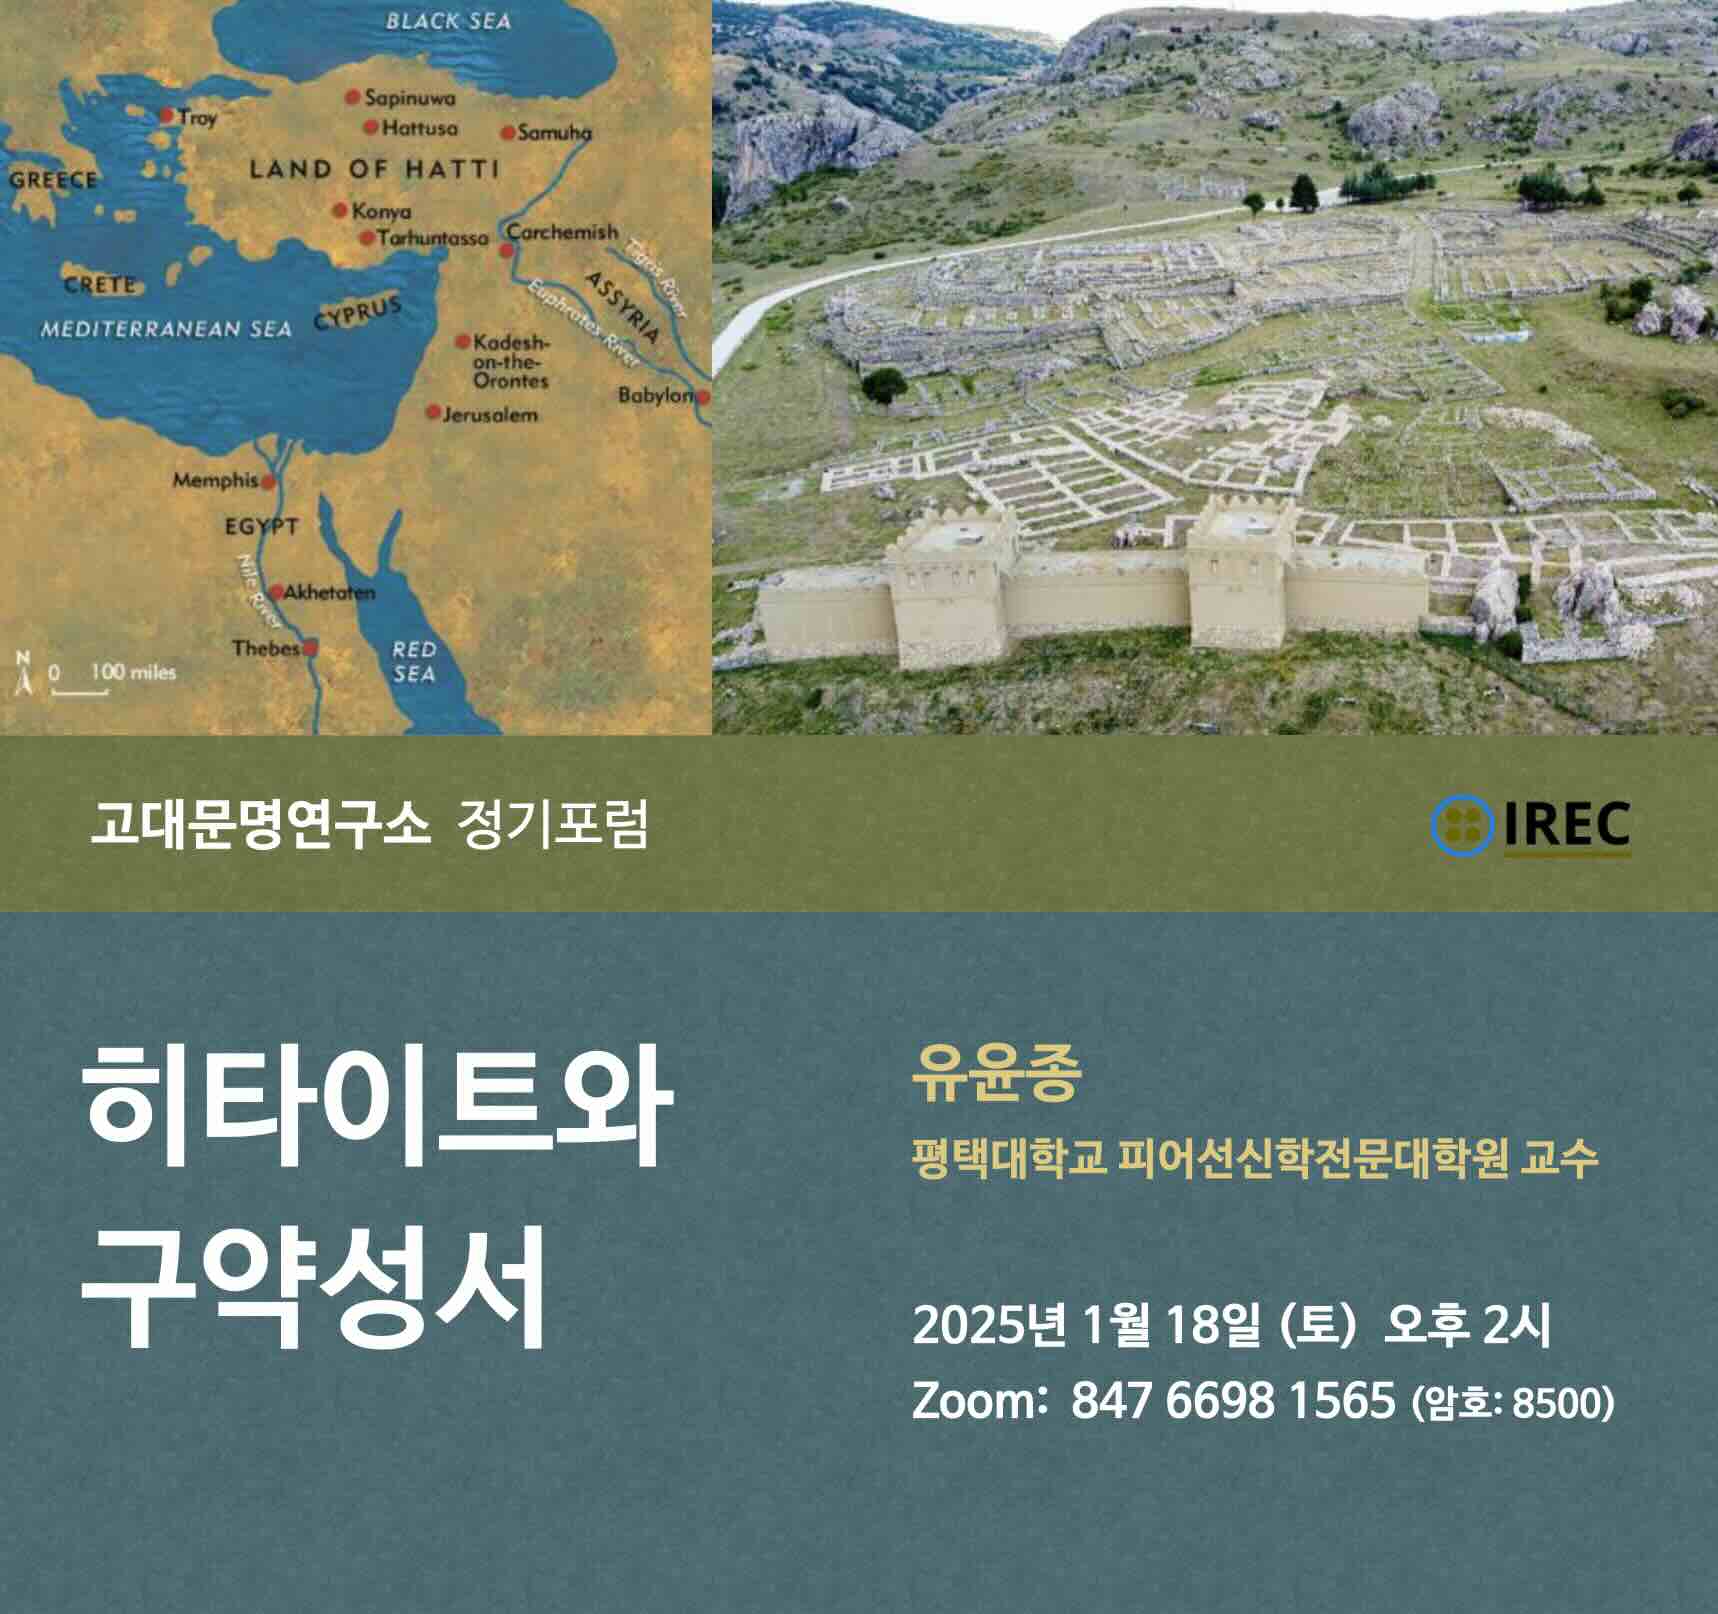 BLACK SEA
Sapinuwa
Troy
Hattusa
Samuha
LAND OF HATTI
GREECE
Konya
Tarhuntassa
Carchemish
Tigris River
CRETE
CYPRUS
ASSYRIA
Euphrates River
MEDITERRANEAN SEA
Kadesh-
on-the-
Orontes
Babylon
Jerusalem
Memphis
EGYPT
Nile River
Akhetaten
Thebes
RED
SEA
N
0 100 miles
고대문명연구소 정기포럼
IREC
히타이트와
구약성서
유윤종
평택대학교 피어선신학전문대학원 교수
2025년 1월 18일 (토) 오후 2시
Zoom: 847 6698 1565 (암호: 8500)